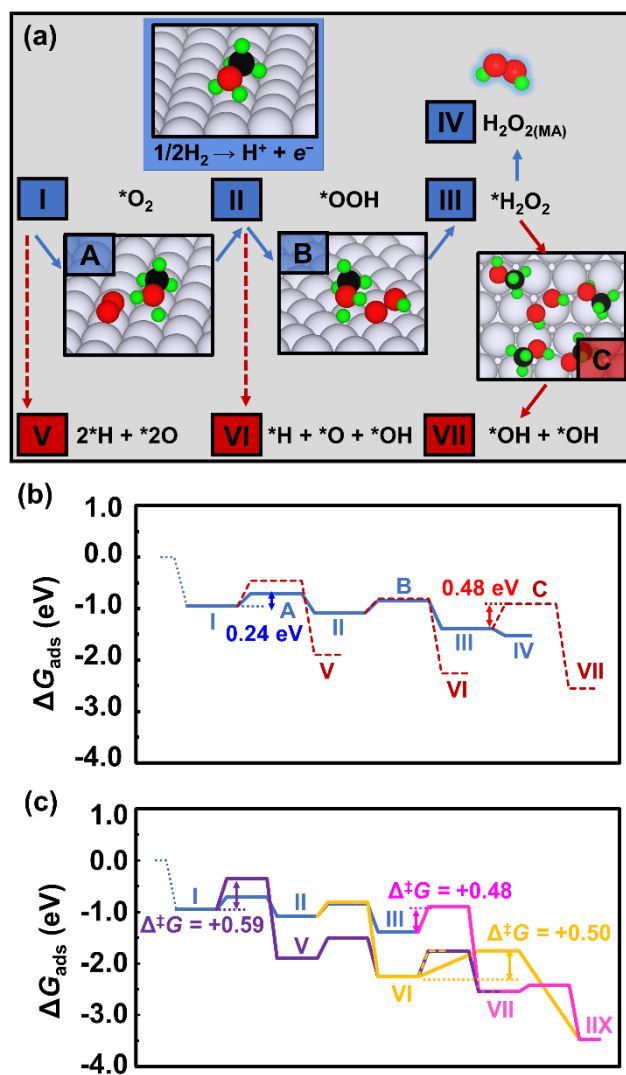 (a)
1/2H₂ → H⁺ + e⁻
IV H₂O₂(MA)
I *O₂ II *OOH III *H₂O₂
A
B
C
V 2*H + *2O VI *H + *O + *OH VII *OH + *OH
(b)
1.0
0.0
-1.0
-2.0
-3.0
-4.0
ΔG_ads (eV)
I
0.24 eV
A
II
V
B
0.48 eV
III
VI
C
IV
VII
(c)
1.0
0.0
-1.0
-2.0
-3.0
-4.0
ΔG_ads (eV)
I
Δ‡G = +0.59
II
V
III
Δ‡G = +0.48
VI
Δ‡G = +0.50
VII
IIX